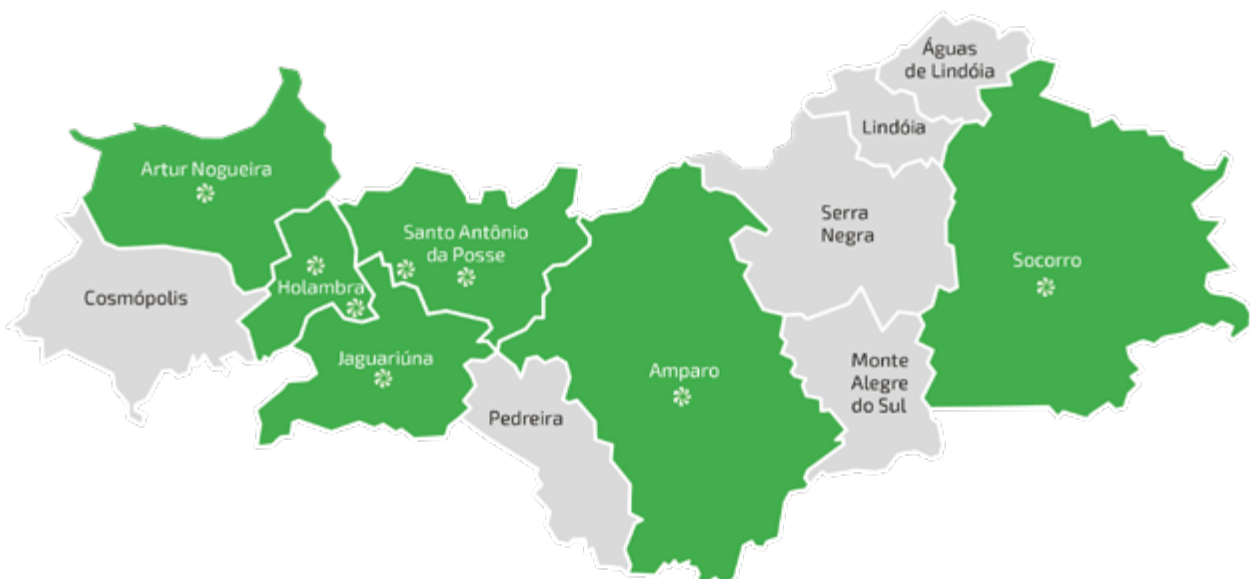 Águas
de Lindóia
Lindóia
Artur Nogueira
Serra
Negra
Santo Antônio
da Posse
Socorro
Holambra
Cosmópolis
Jaguariúna
Monte
Alegre
do Sul
Amparo
Pedreira